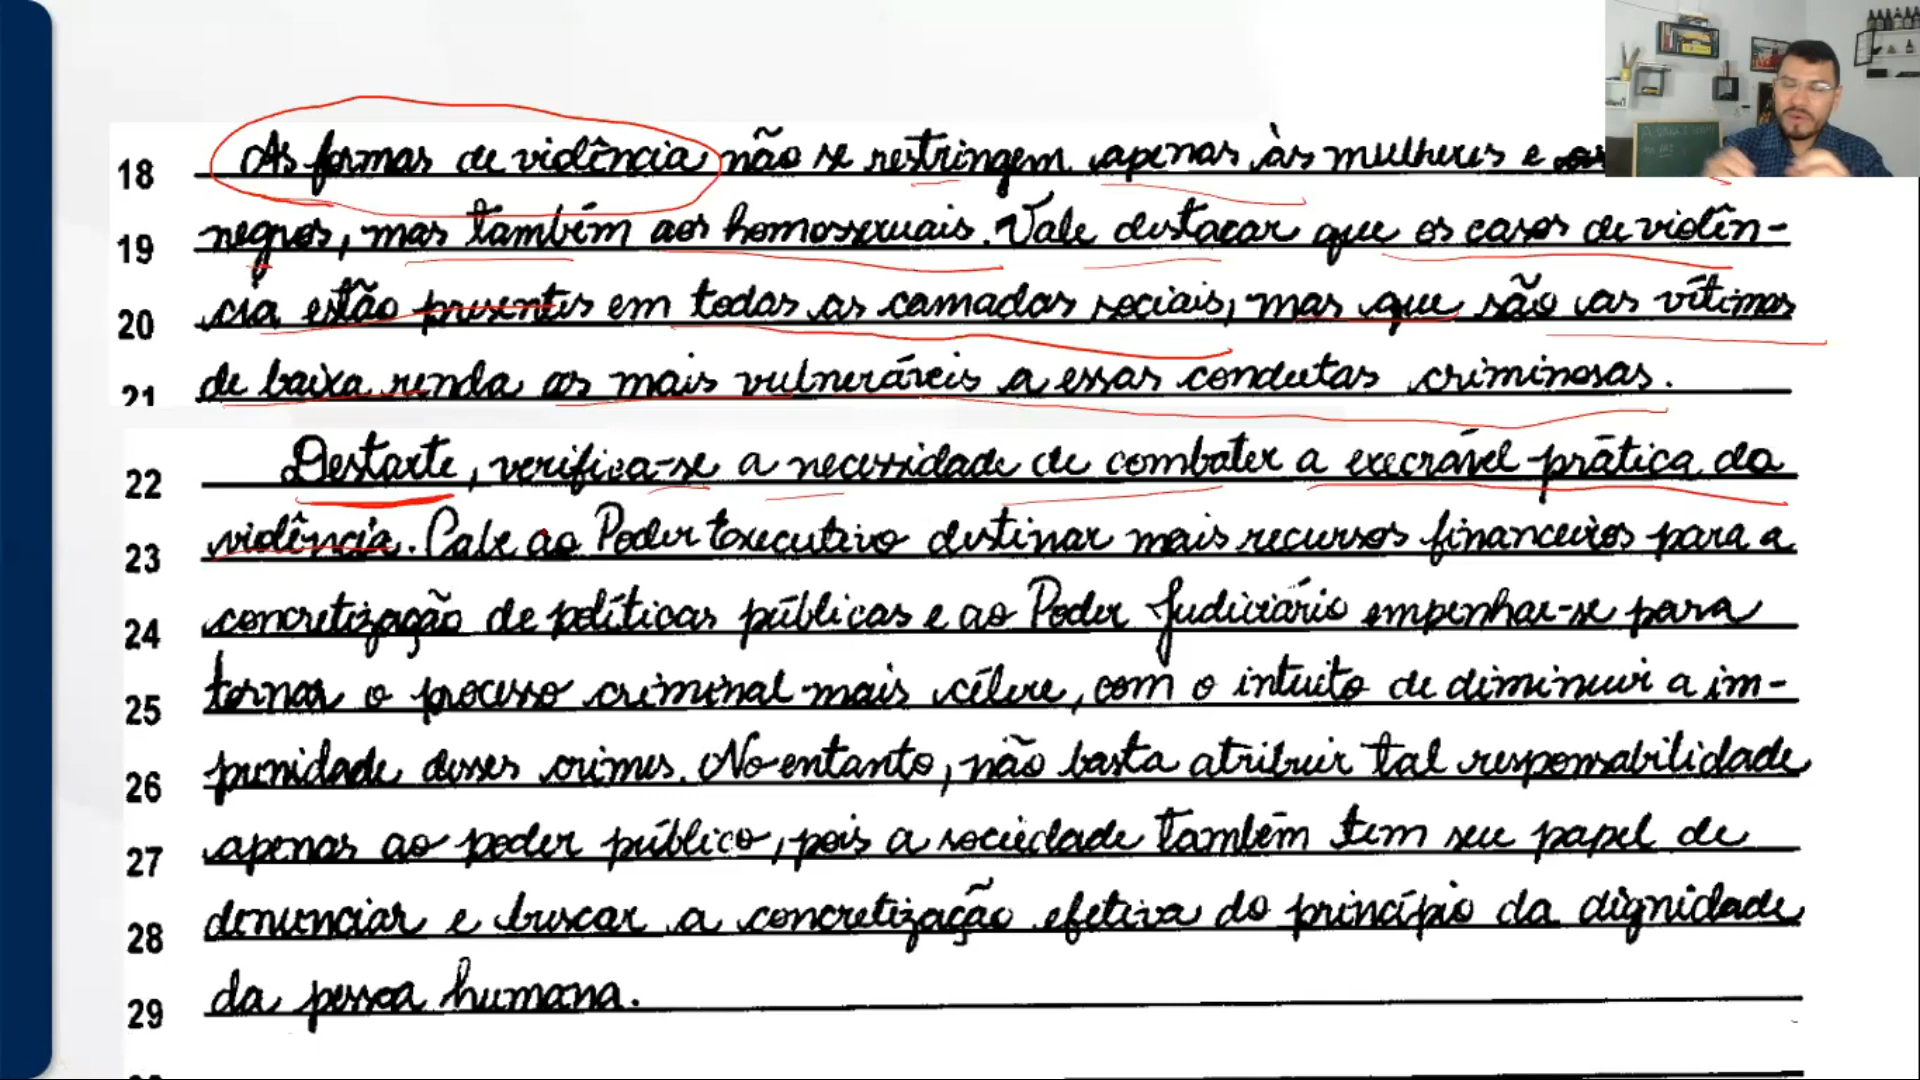 18 As formas de violência não se restringem apenas às mulheres e
19 negros, mas também aos homossexuais. Vale destacar que os casos de violên-
20 cia estão presentes em todas as camadas sociais, mas que são as vítimas
21 de baixa renda os mais vulneráveis a essas condutas criminosas.
22 Destarte, verifica-se a necessidade de combater a execrável prática da
23 violência. Cabe ao Poder Executivo destinar mais recursos financeiros para a
24 concretização de políticas públicas e ao Poder Judiciário empenhar-se para
25 tornar o processo criminal mais célere, com o intuito de diminuir a im-
26 punidade desses crimes. No entanto, não basta atribuir tal responsabilidade
27 apenas ao poder público, pois a sociedade também tem seu papel de
28 denunciar e buscar a concretização efetiva do princípio da dignidade
29 da pessoa humana.